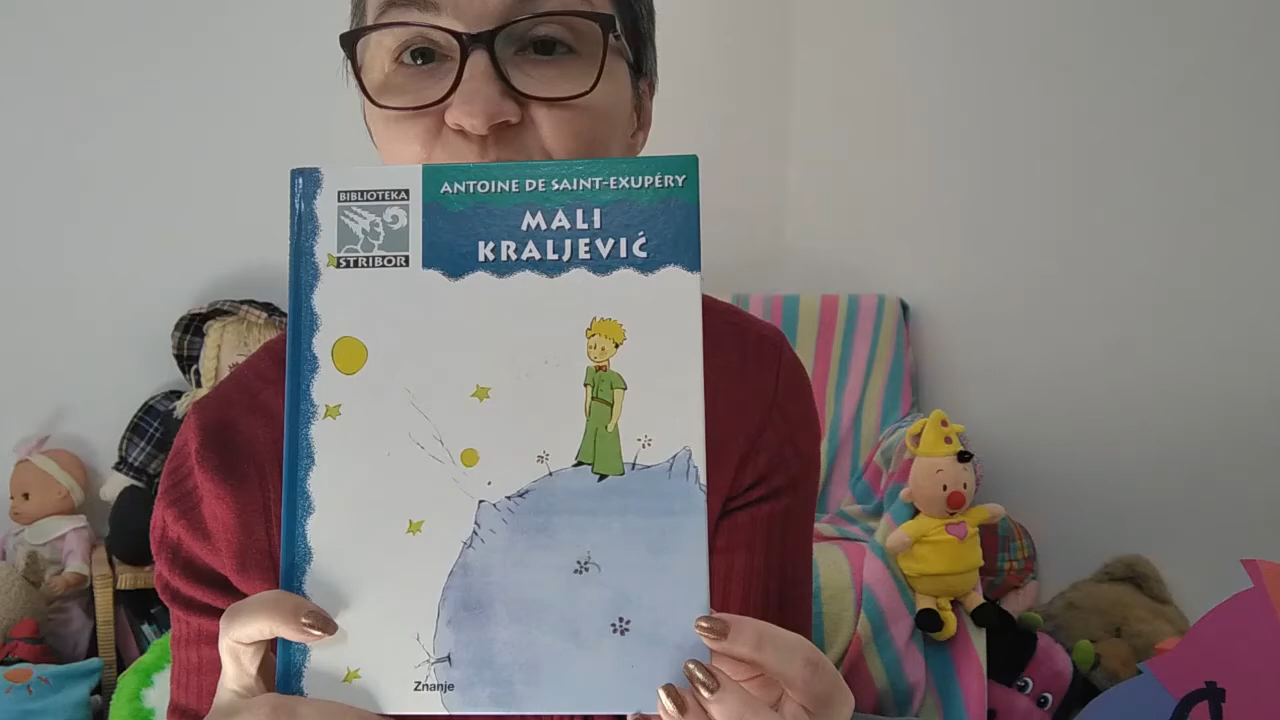 BIBLIOTEKA
STRIBOR
ANTOINE DE SAINT-EXUPÉRY
MALI
KRALJEVIĆ
Znanje